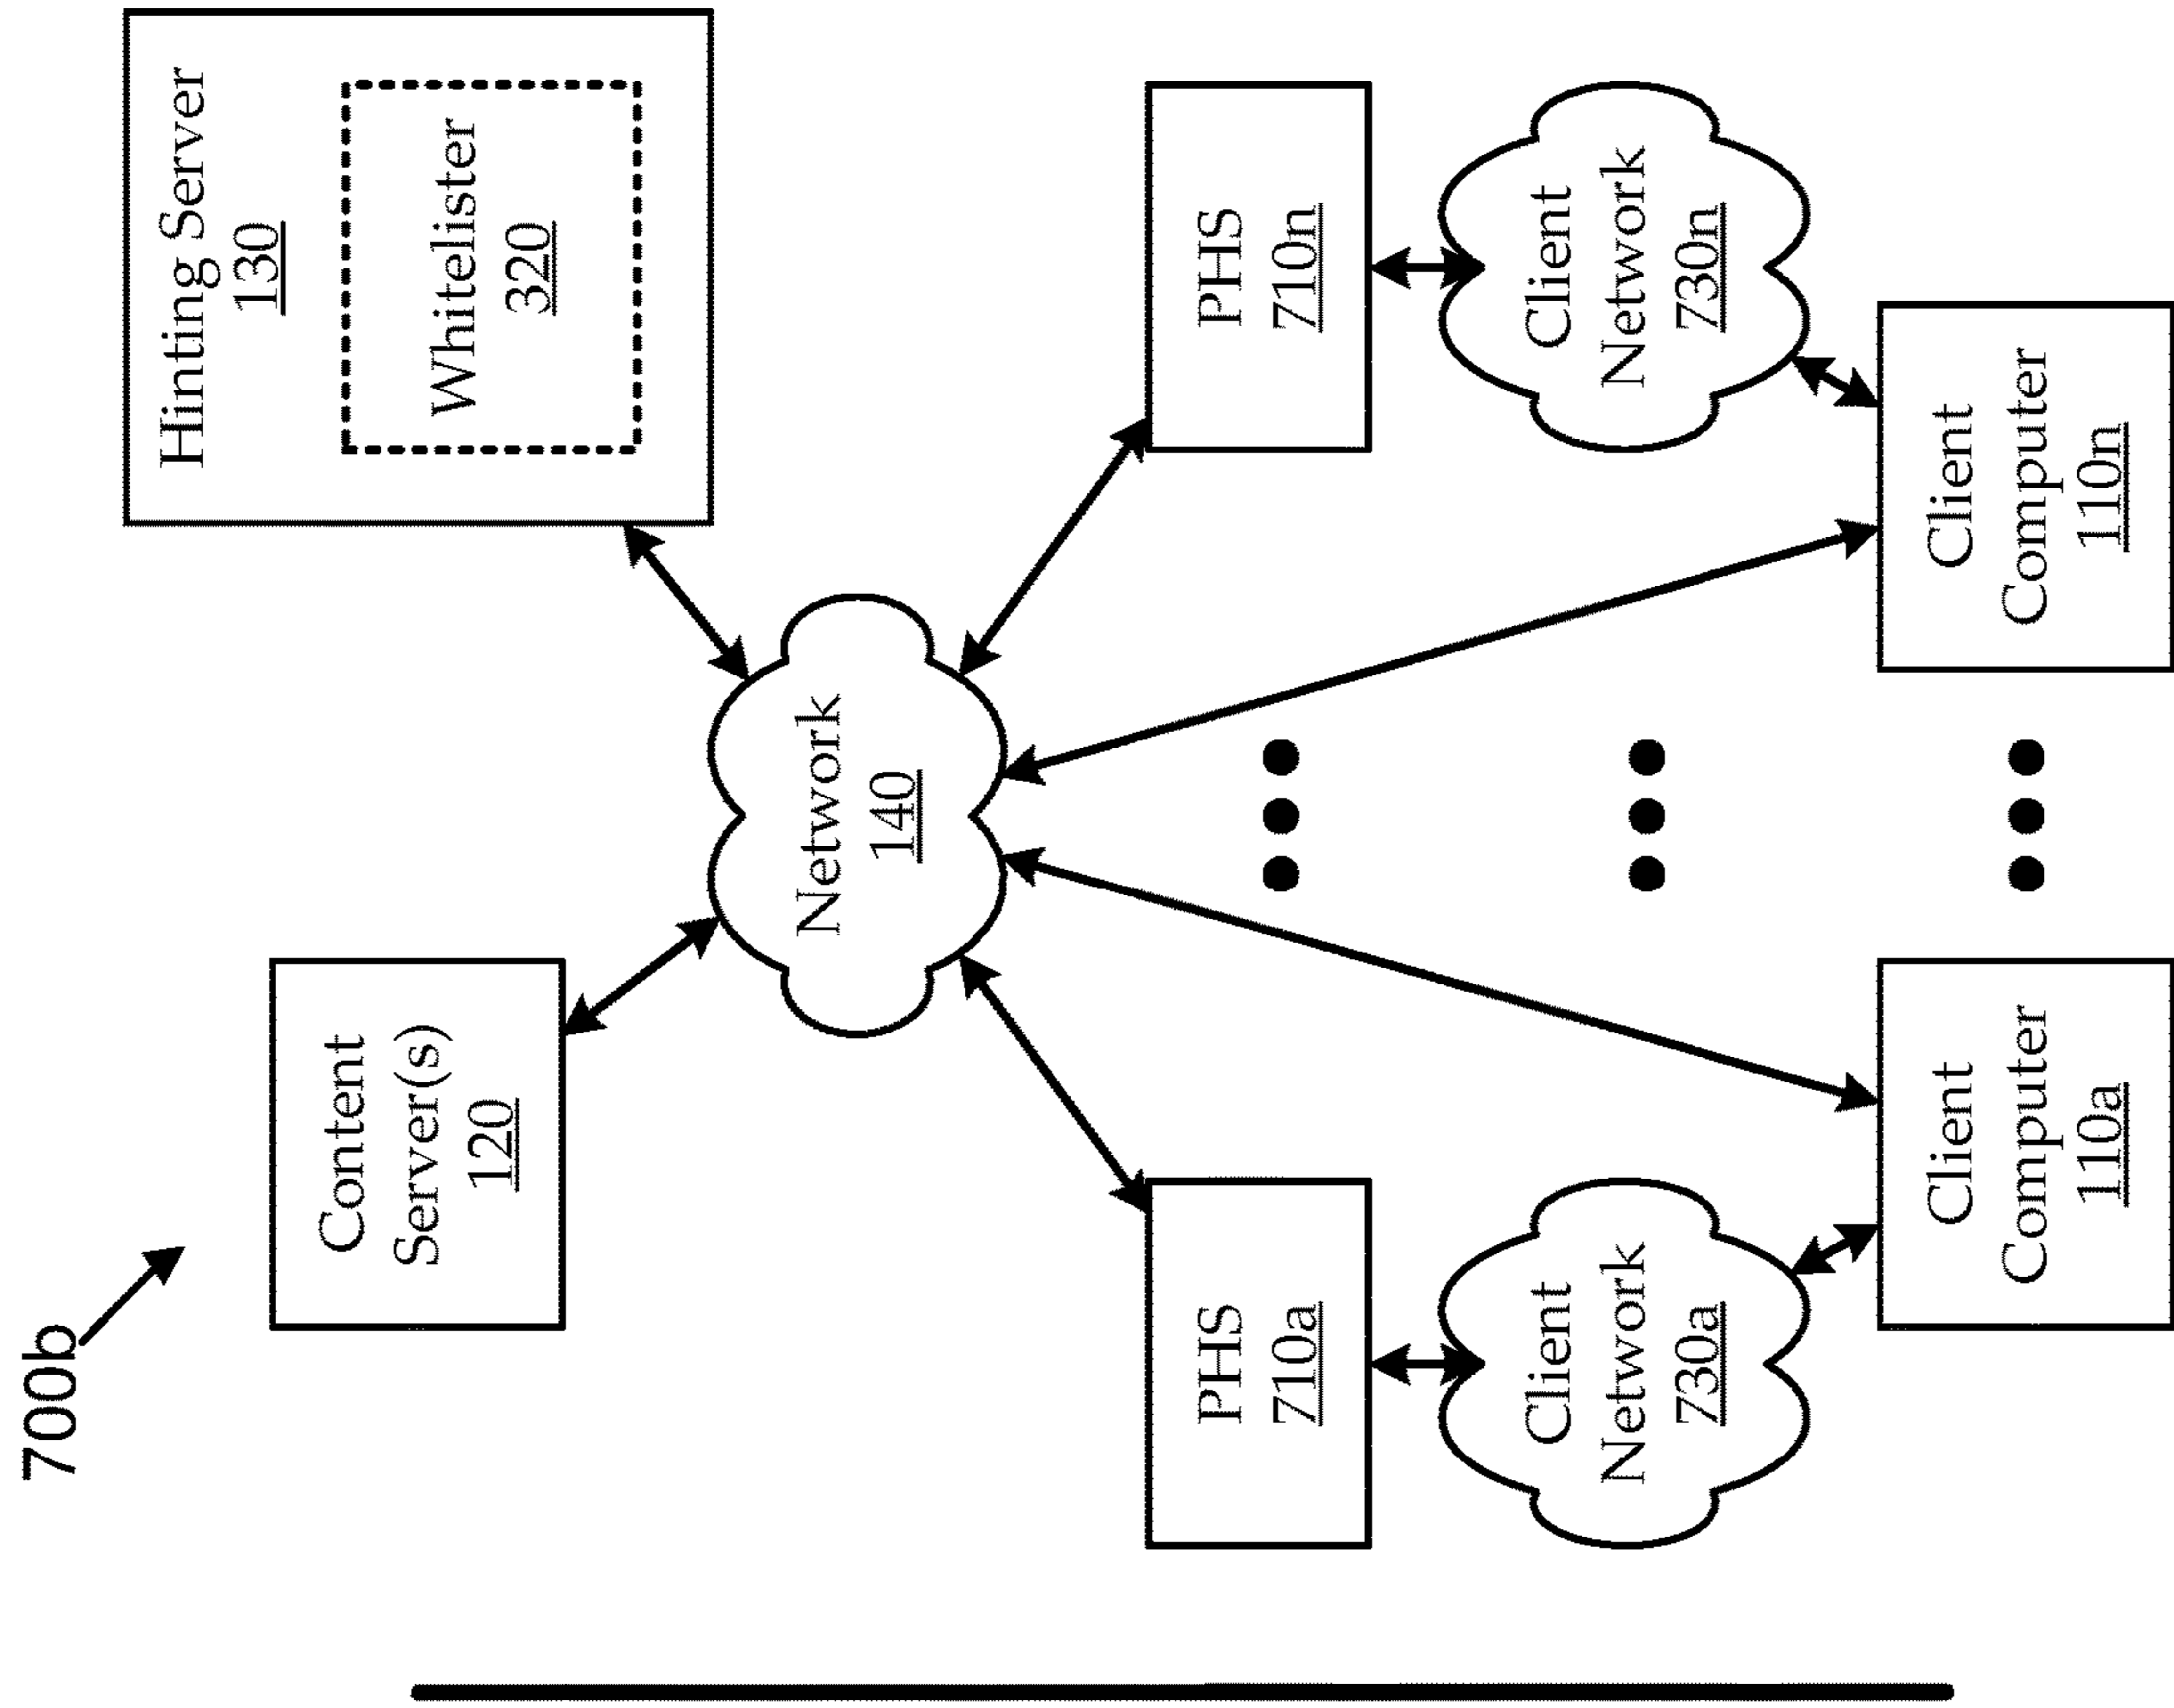 700b
Content
Server(s)
120
Hinting Server
130
Whitelister
320
Network
140
PHS
710a
PHS
710n
Client
Network
730a
Client
Network
730n
Client
Computer
110a
Client
Computer
110n